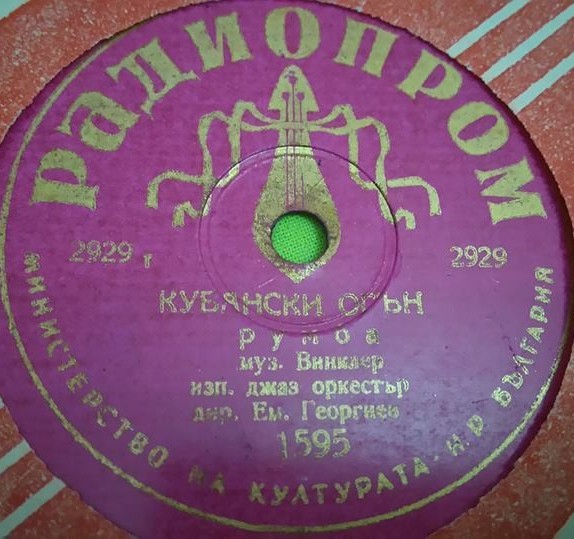 РАДИОПРОМ
2929 т
2929
КУБАНСКИ ОГЪН
румба
муз. Винклер
изп. джаз оркестър
дир. Ем. Георгиев
1595
МИНИСТЕРСТВО НА КУЛТУРАТА · Н.Р. БЪЛГАРИЯ